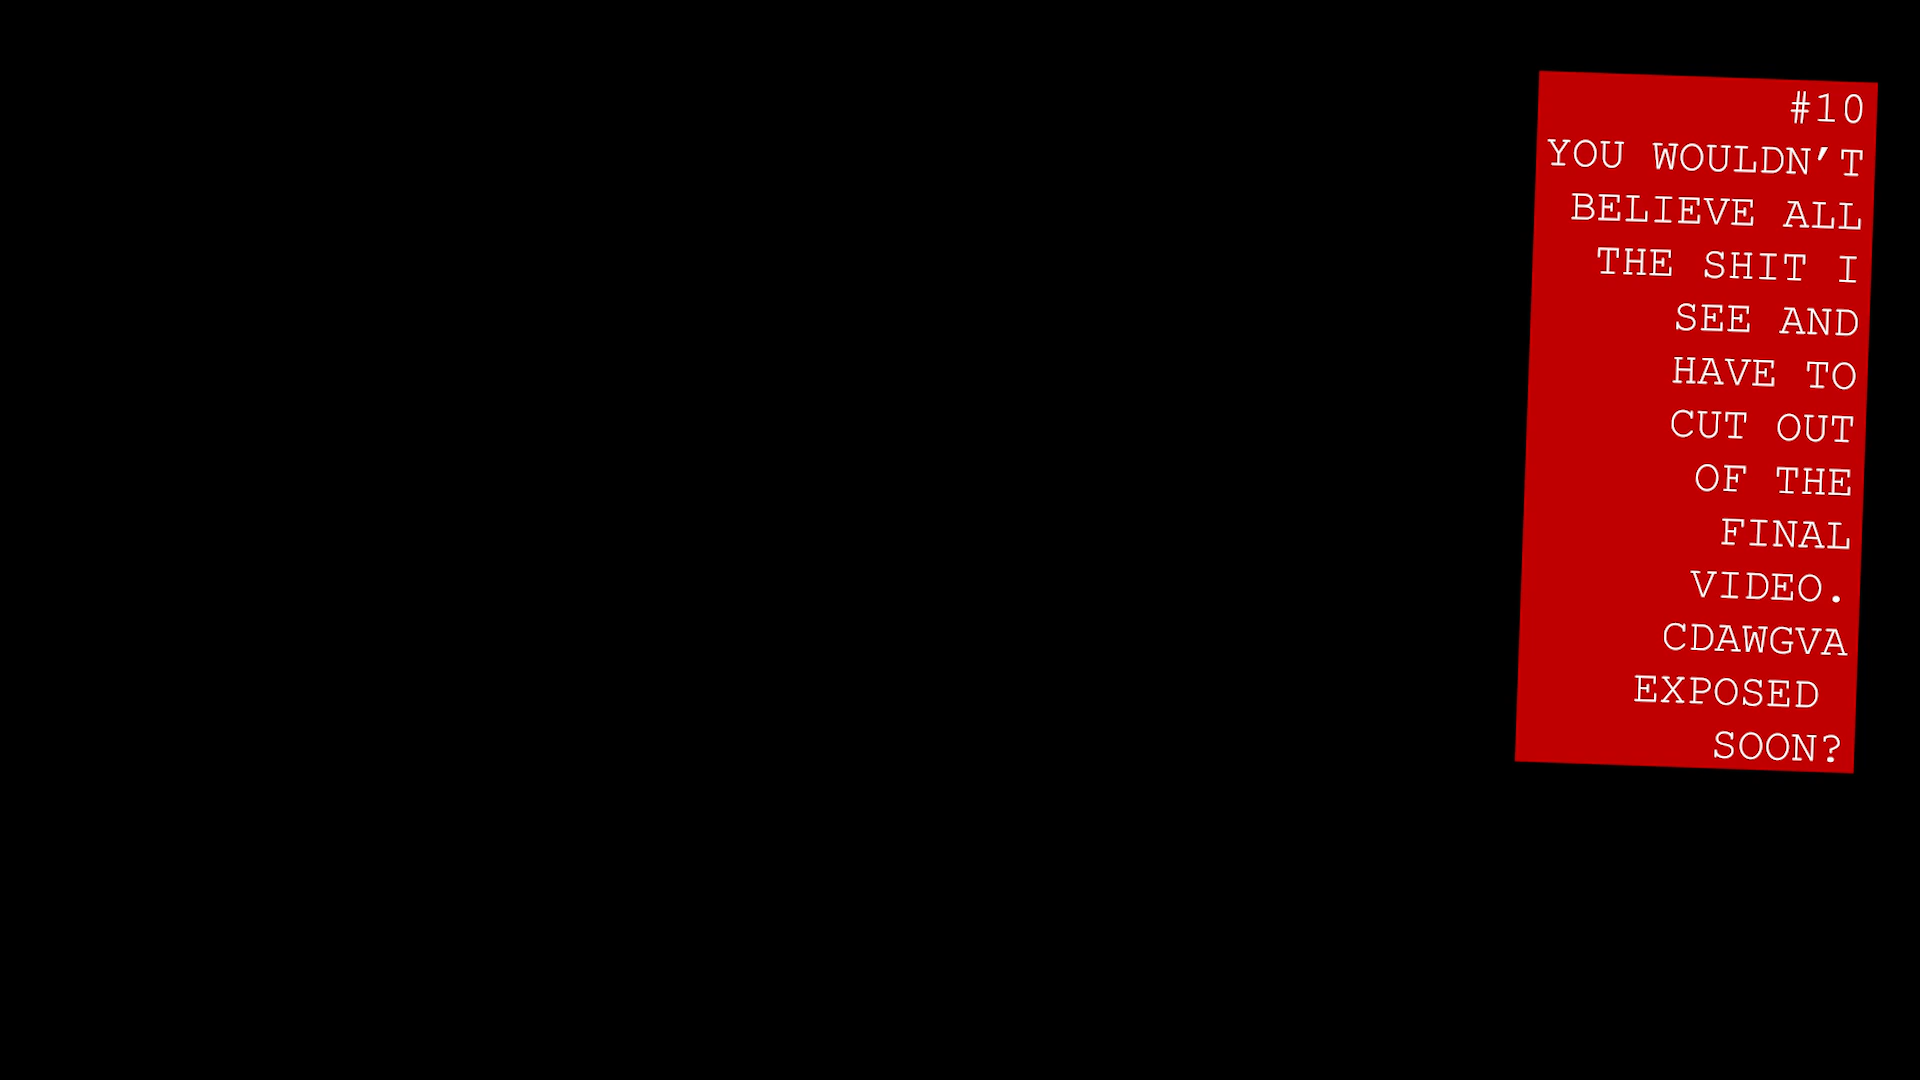 #10
YOU WOULDN'T
BELIEVE ALL
THE SHIT I
SEE AND
HAVE TO
CUT OUT
OF THE
FINAL
VIDEO.
CDAWGVA
EXPOSED
SOON?